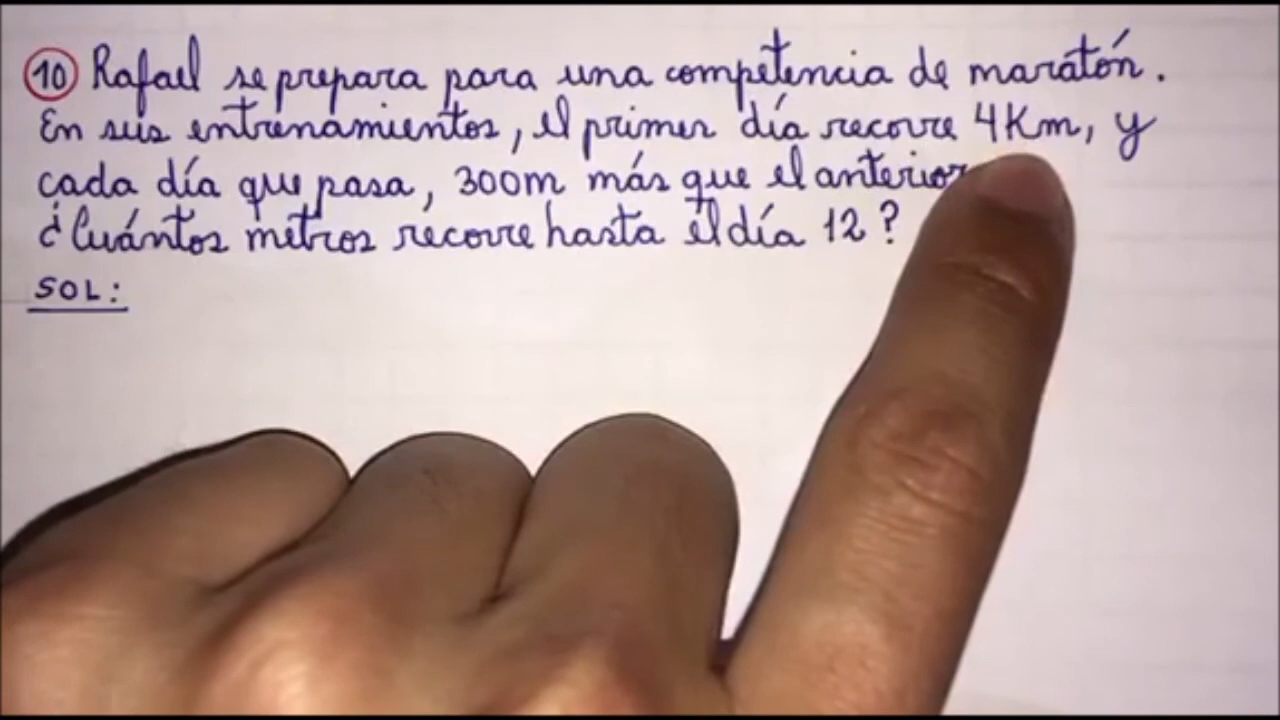 10 Rafael se prepara para una competencia de maratón.
En sus entrenamientos, el primer día recorre 4Km, y
cada día que pasa, 300m más que el anterior
¿Cuántos metros recorre hasta el día 12?
SOL: